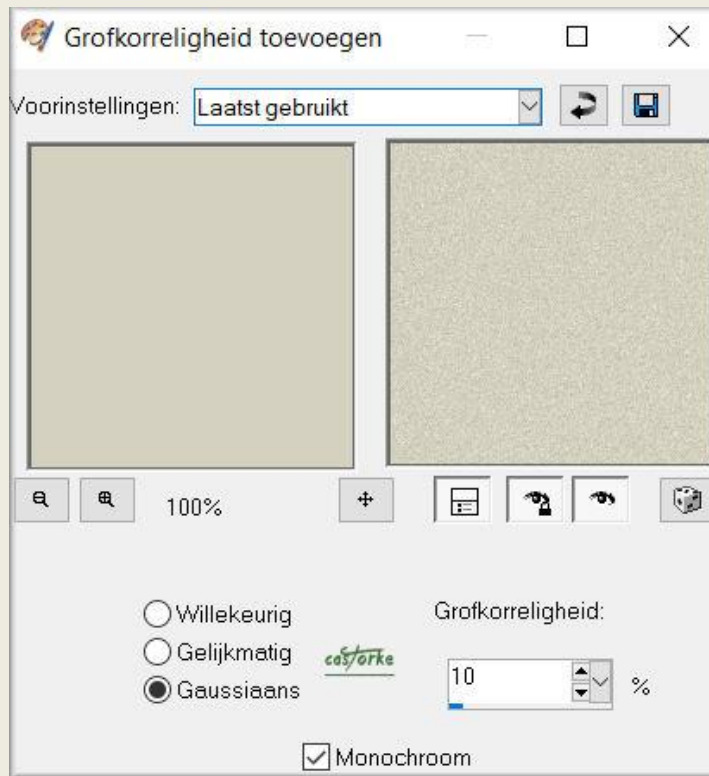 Grofkorreligheid toevoegen
Voorinstellingen: Laatst gebruikt
100%
Willekeurig
Grofkorreligheid:
Gelijkmatig
castorke
Gaussiaans
10 %
Monochroom